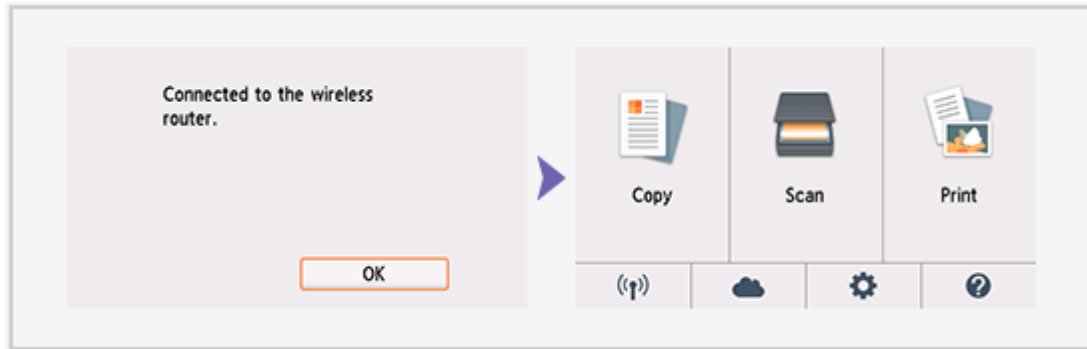 Connected to the wireless
router.
OK
Copy
Scan
Print